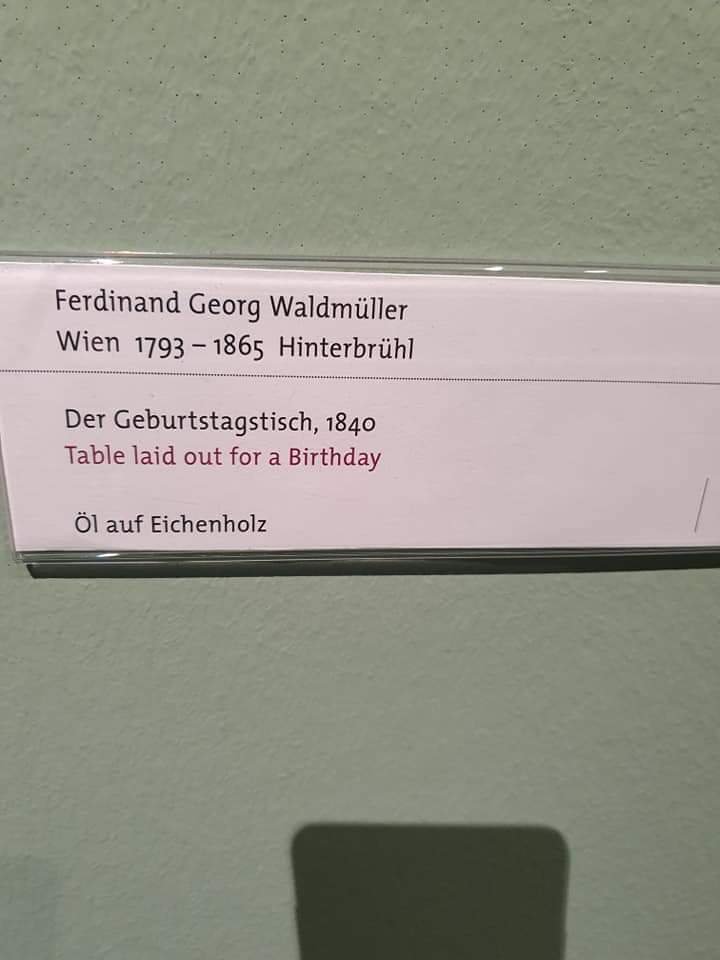 Ferdinand Georg Waldmüller
Wien 1793 – 1865 Hinterbrühl
Der Geburtstagstisch, 1840
Table laid out for a Birthday
Öl auf Eichenholz